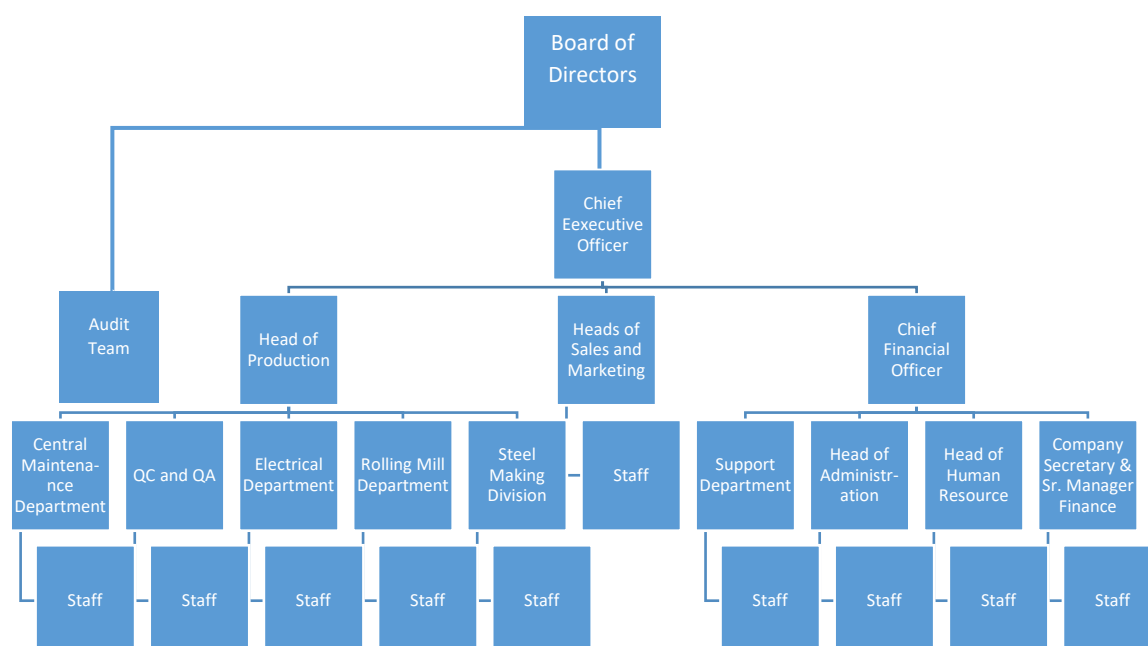 Board of
Directors
Chief
Eexecutive
Officer
Audit
Team
Head of
Production
Heads of
Sales and
Marketing
Chief
Financial
Officer
Central
Maintena-
nce
Department
QC and QA
Electrical
Department
Rolling Mill
Department
Steel
Making
Division
Staff
Support
Department
Head of
Administr-
ation
Head of
Human
Resource
Company
Secretary &
Sr. Manager
Finance
Staff
Staff
Staff
Staff
Staff
Staff
Staff
Staff
Staff